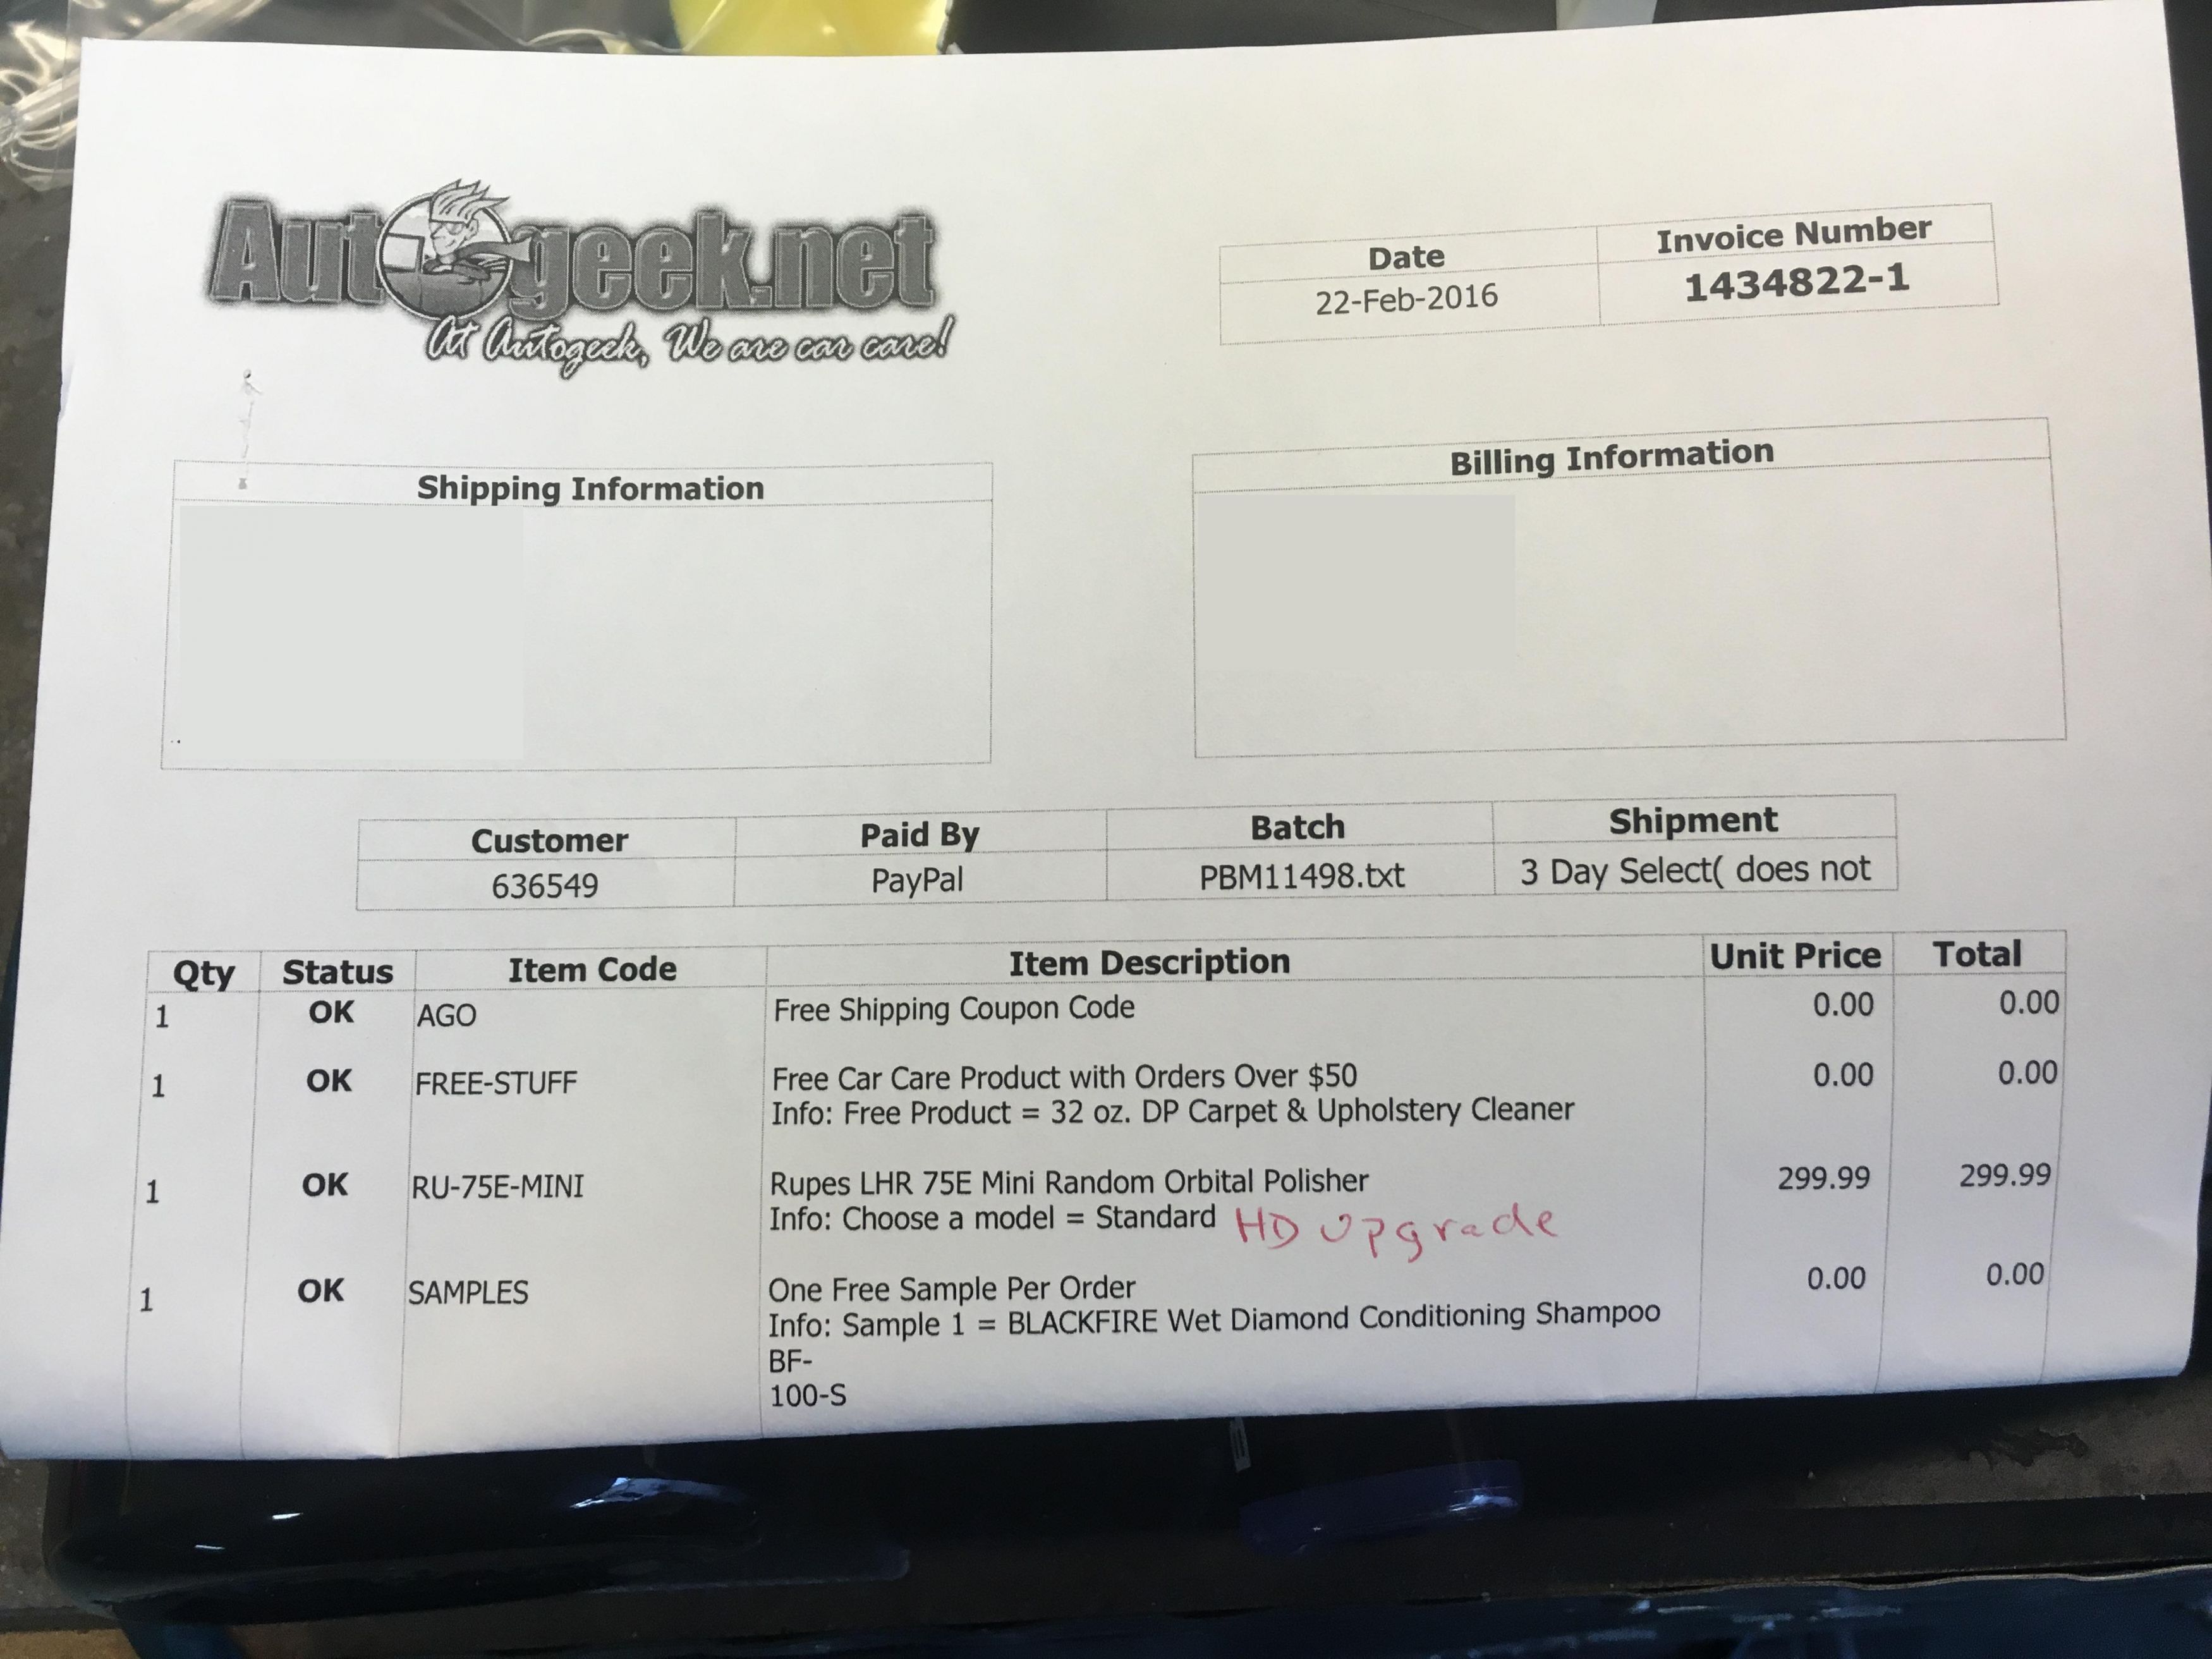 Autogeek.net
At Autogeek, We are car care!
Date Invoice Number
22-Feb-2016 1434822-1
Shipping Information Billing Information
Customer Paid By Batch Shipment
636549 PayPal PBM11498.txt 3 Day Select( does not
Qty Status Item Code Item Description Unit Price Total
1 OK AGO Free Shipping Coupon Code 0.00 0.00
1 OK FREE-STUFF Free Car Care Product with Orders Over $50 0.00 0.00
Info: Free Product = 32 oz. DP Carpet & Upholstery Cleaner
1 OK RU-75E-MINI Rupes LHR 75E Mini Random Orbital Polisher 299.99 299.99
Info: Choose a model = Standard HD Upgrade
1 OK SAMPLES One Free Sample Per Order 0.00 0.00
Info: Sample 1 = BLACKFIRE Wet Diamond Conditioning Shampoo
BF-
100-S